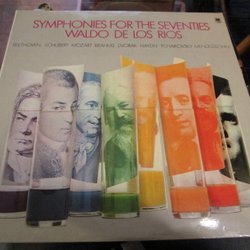 SYMPHONIES FOR THE SEVENTIES
WALDO DE LOS RIOS
BEETHOVEN SCHUBERT MOZART BRAHMS DVORAK HAYDN TCHAIKOVSKY MENDELSSOHN